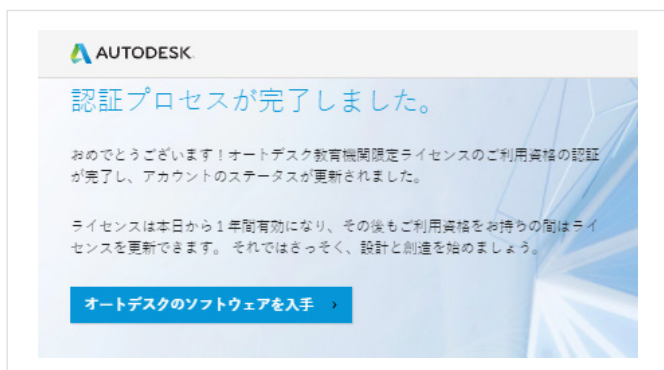 AUTODESK.
認証プロセスが完了しました。
おめでとうございます！オートデスク教育機関限定ライセンスのご利用資格の認証
が完了し、アカウントのステータスが更新されました。
ライセンスは本日から1年間有効になり、その後もご利用資格をお持ちの間はライ
センスを更新できます。 それではさっそく、設計と創造を始めましょう。
オートデスクのソフトウェアを入手 ›